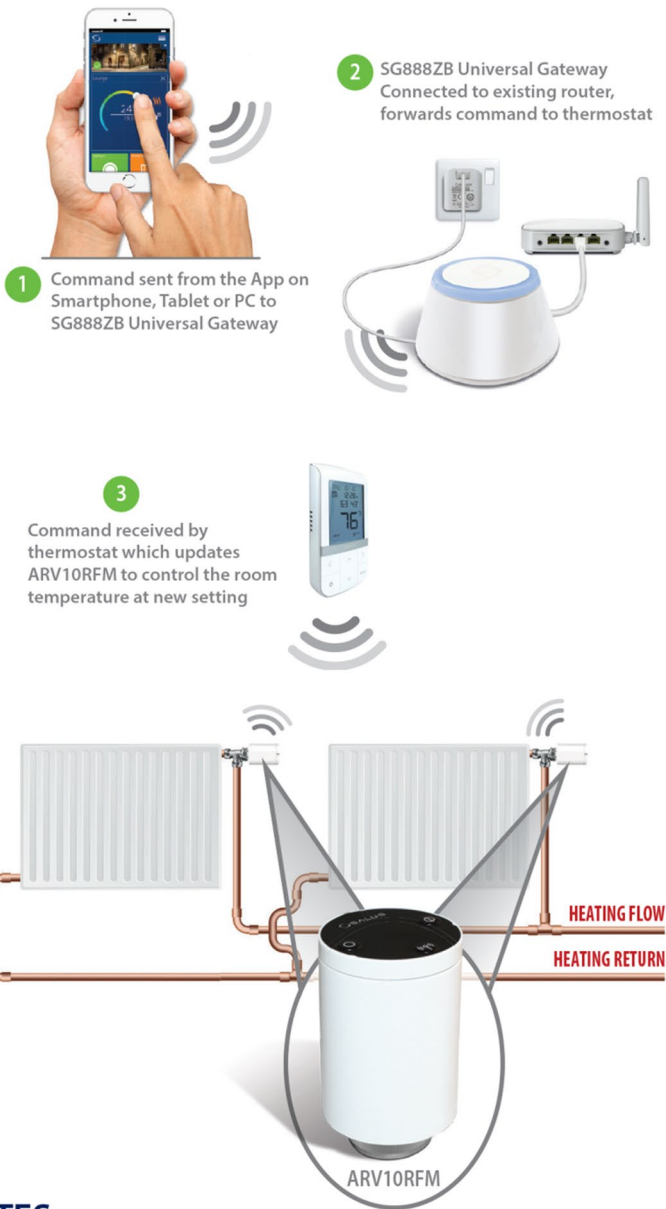 1
Command sent from the App on
Smartphone, Tablet or PC to
SG888ZB Universal Gateway
2
SG888ZB Universal Gateway
Connected to existing router,
forwards command to thermostat
3
Command received by
thermostat which updates
ARV10RFM to control the room
temperature at new setting
76
HEATING FLOW
HEATING RETURN
SALUS
ARV10RFM